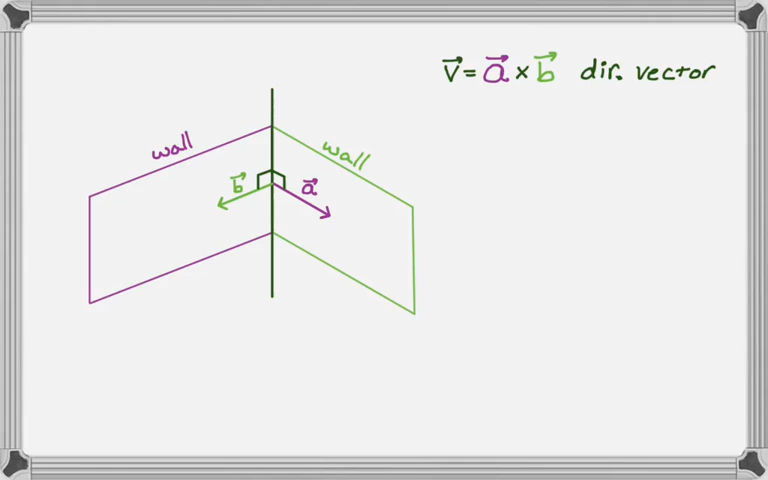 v⃗ = a⃗ × b⃗ dir. vector
wall
wall
b⃗
a⃗